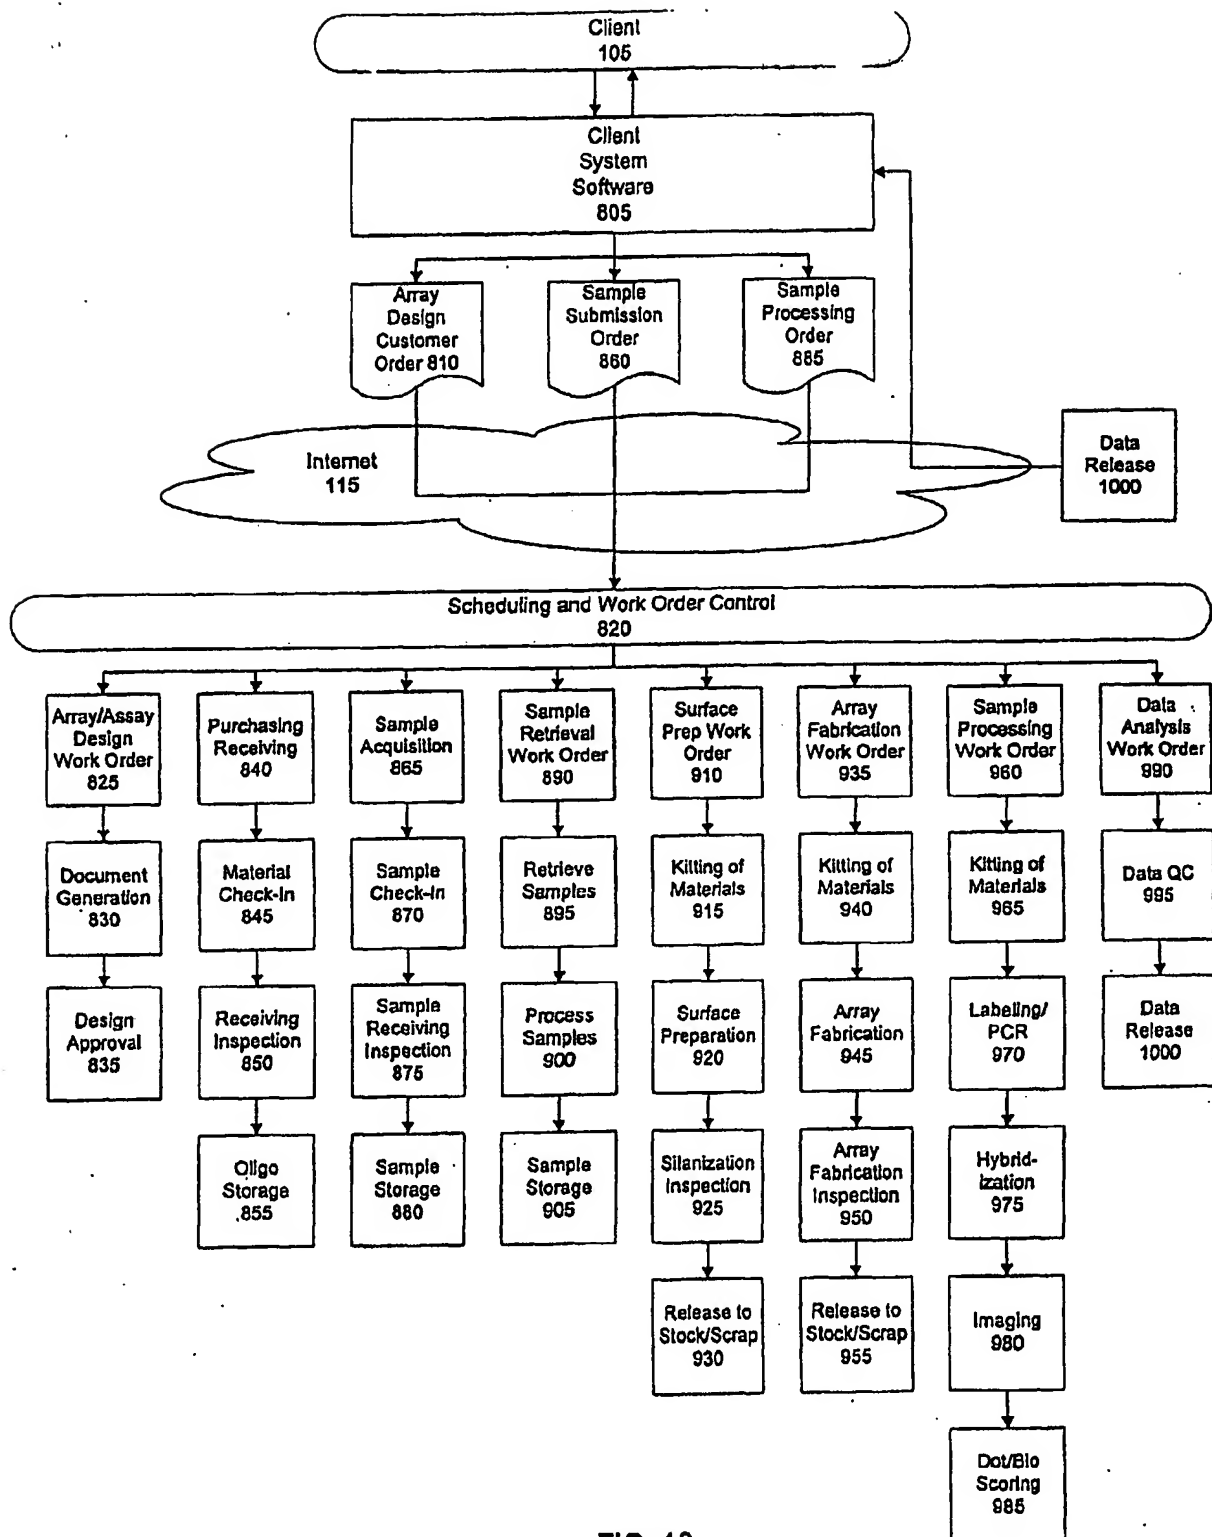 Client
105
Client
System
Software
805
Array
Design
Customer
Order 810
Sample
Submission
Order
860
Sample
Processing
Order
885
Internet
115
Data
Release
1000
Scheduling and Work Order Control
820
Array/Assay
Design
Work Order
825
Purchasing
Receiving
840
Sample
Acquisition
865
Sample
Retrieval
Work Order
890
Surface
Prep Work
Order
910
Array
Fabrication
Work Order
935
Sample
Processing
Work Order
960
Data
Analysis
Work Order
990
Document
Generation
830
Material
Check-In
845
Sample
Check-In
870
Retrieve
Samples
895
Kitting of
Materials
915
Kitting of
Materials
940
Kitting of
Materials
965
Data QC
995
Design
Approval
835
Receiving
Inspection
850
Sample
Receiving
Inspection
875
Process
Samples
900
Surface
Preparation
920
Array
Fabrication
945
Labeling/
PCR
970
Data
Release
1000
Oligo
Storage
855
Sample
Storage
880
Sample
Storage
905
Silanization
Inspection
925
Array
Fabrication
Inspection
950
Hybrid-
ization
975
Release to
Stock/Scrap
930
Release to
Stock/Scrap
955
Imaging
980
Dot/Bio
Scoring
985